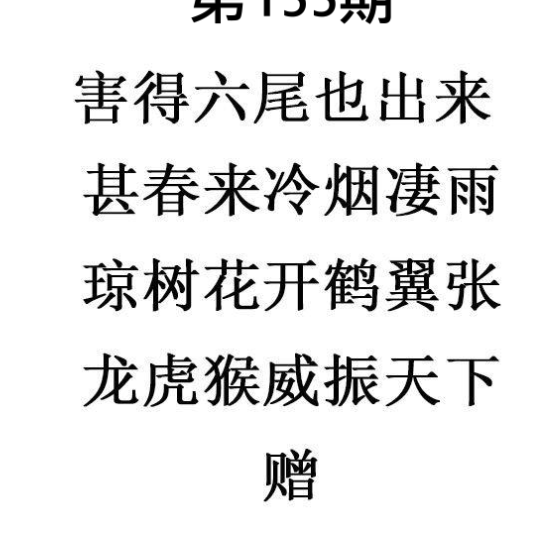 第155期
害得六尾也出来
甚春来冷烟凄雨
琼树花开鹤翼张
龙虎猴威振天下
赠